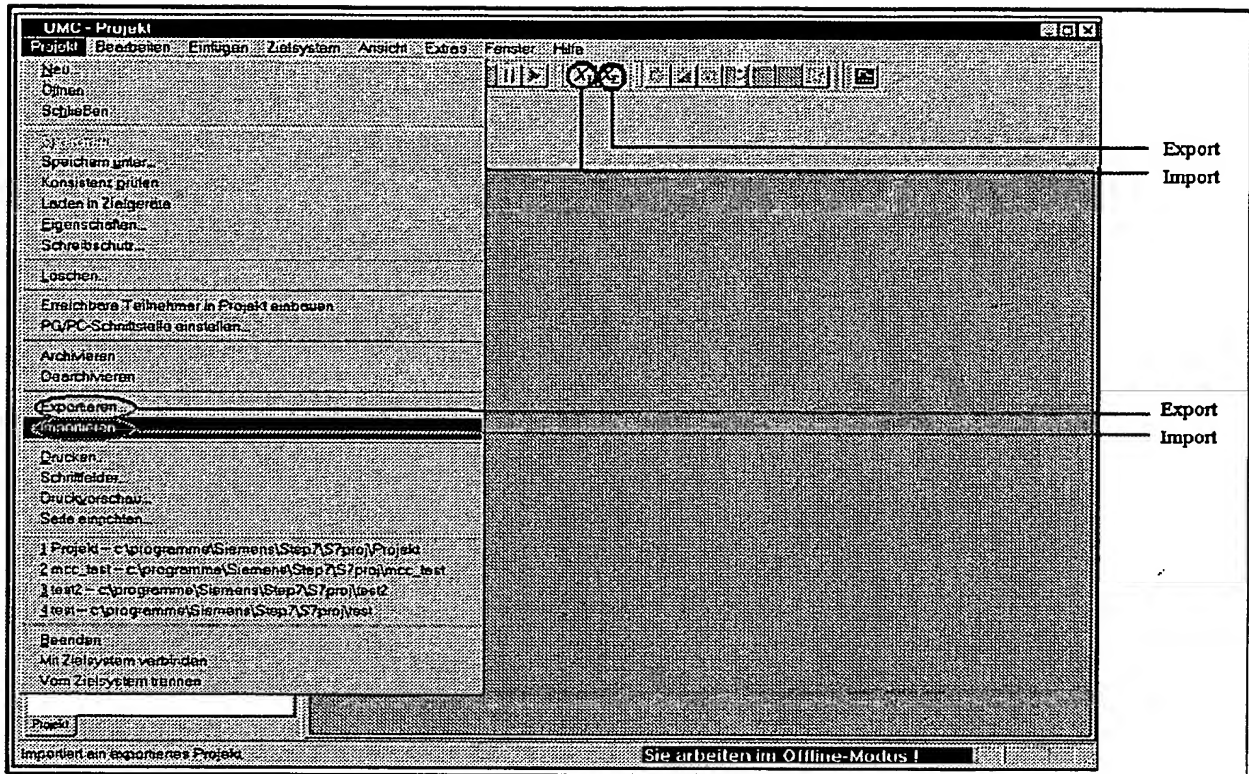 UMC - Projekt
Projekt Bearbeiten Einfügen Zielsystem Ansicht Extras Fenster Hilfe
Neu...
Öffnen
Schließen
Speichern
Speichern unter...
Konsistenz prüfen
Laden in Zielgeräte
Eigenschaften...
Schreibschutz...
Löschen...
Erreichbare Teilnehmer in Projekt einbauen
PG/PC-Schnittstelle einstellen...
Archivieren
Dearchivieren
Exportieren...
Importieren...
Drucken...
Schriftfelder...
Druckvorschau...
Seite einrichten...
1 Projekt – c:\programme\Siemens\Step7\S7proj\Projekt
2 mcc_test – c:\programme\Siemens\Step7\S7proj\mcc_test
3 test2 – c:\programme\Siemens\Step7\S7proj\test2
4 test – c:\programme\Siemens\Step7\S7proj\test
Beenden
Mit Zielsystem verbinden
Vom Zielsystem trennen
Export
Import
Export
Import
Projekt
Importiert ein exportiertes Projekt.
Sie arbeiten im Offline-Modus !